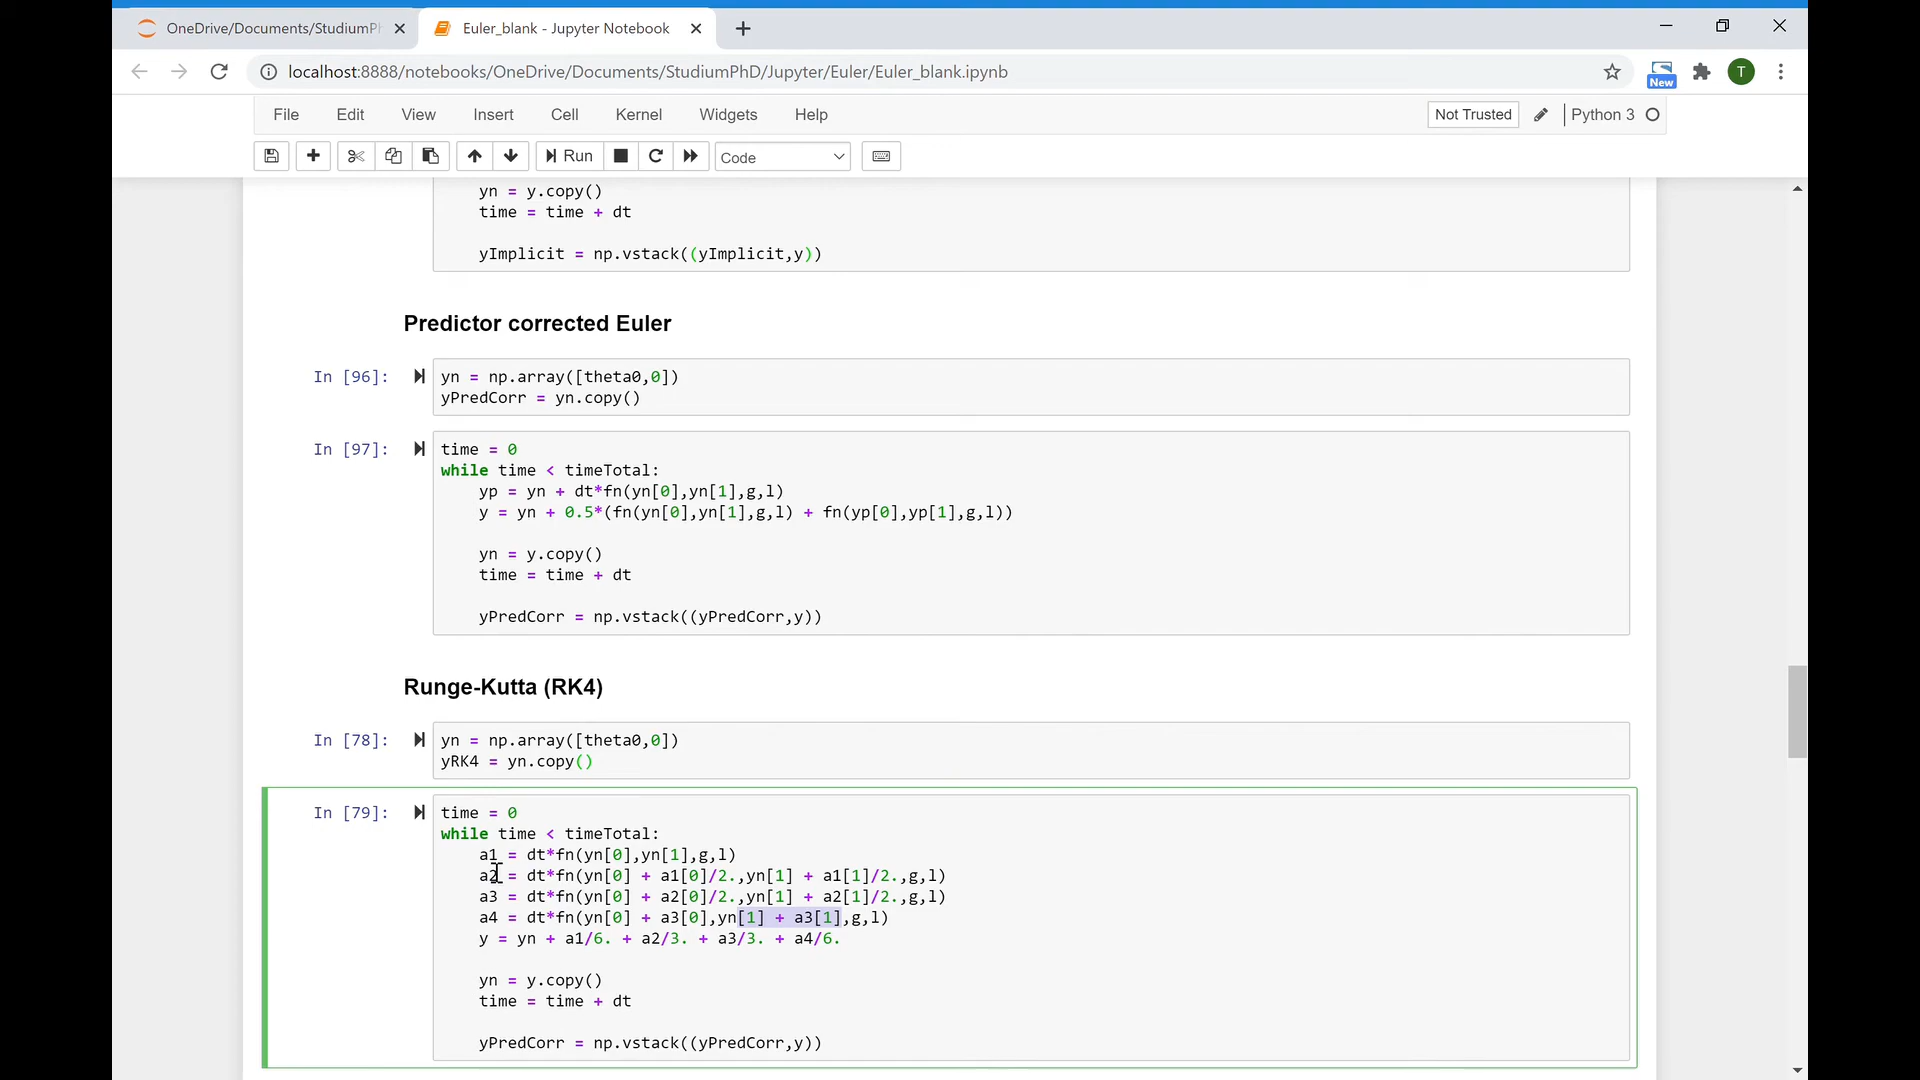 OneDrive/Documents/StudiumPh
Euler_blank - Jupyter Notebook
localhost:8888/notebooks/OneDrive/Documents/StudiumPhD/Jupyter/Euler/Euler_blank.ipynb
New
T
File Edit View Insert Cell Kernel Widgets Help
Not Trusted
Python 3
Run
Code
yn = y.copy()
time = time + dt
yImplicit = np.vstack((yImplicit,y))
Predictor corrected Euler
In [96]:
yn = np.array([theta0,0])
yPredCorr = yn.copy()
In [97]:
time = 0
while time < timeTotal:
yp = yn + dt*fn(yn[0],yn[1],g,l)
y = yn + 0.5*(fn(yn[0],yn[1],g,l) + fn(yp[0],yp[1],g,l))
yn = y.copy()
time = time + dt
yPredCorr = np.vstack((yPredCorr,y))
Runge-Kutta (RK4)
In [78]:
yn = np.array([theta0,0])
yRK4 = yn.copy()
In [79]:
time = 0
while time < timeTotal:
a1 = dt*fn(yn[0],yn[1],g,l)
a2 = dt*fn(yn[0] + a1[0]/2.,yn[1] + a1[1]/2.,g,l)
a3 = dt*fn(yn[0] + a2[0]/2.,yn[1] + a2[1]/2.,g,l)
a4 = dt*fn(yn[0] + a3[0],yn[1] + a3[1],g,l)
y = yn + a1/6. + a2/3. + a3/3. + a4/6.
yn = y.copy()
time = time + dt
yPredCorr = np.vstack((yPredCorr,y))